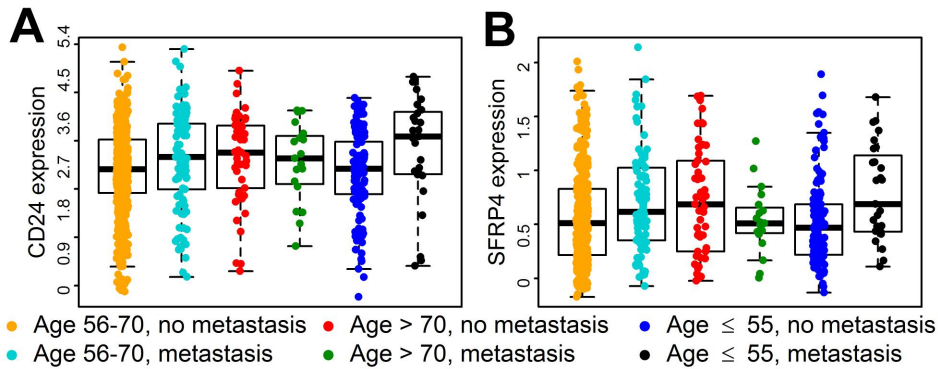 A B
CD24 expression
5.4
4.5
3.6
2.7
1.8
0.9
0
SFRP4 expression
2
1.5
1
0.5
0
Age 56-70, no metastasis Age > 70, no metastasis Age ≤ 55, no metastasis
Age 56-70, metastasis Age > 70, metastasis Age ≤ 55, metastasis